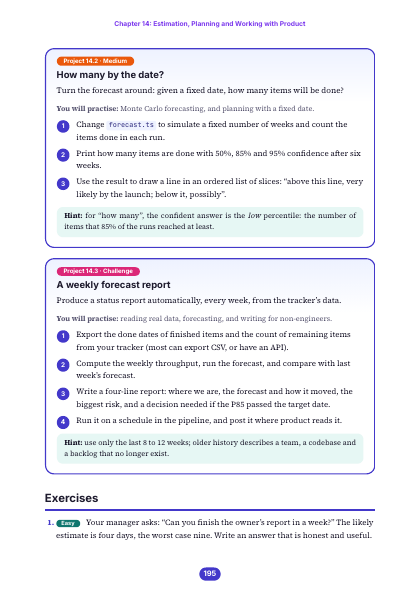 Chapter 14: Estimation, Planning and Working with Product
Project 14.2 · Medium
How many by the date?
Turn the forecast around: given a fixed date, how many items will be done?
You will practise: Monte Carlo forecasting, and planning with a fixed date.
1 Change forecast.ts to simulate a fixed number of weeks and count the
items done in each run.
2 Print how many items are done with 50%, 85% and 95% confidence after six
weeks.
3 Use the result to draw a line in an ordered list of slices: “above this line, very
likely by the launch; below it, possibly”.
Hint: for “how many”, the confident answer is the low percentile: the number of
items that 85% of the runs reached at least.
Project 14.3 · Challenge
A weekly forecast report
Produce a status report automatically, every week, from the tracker’s data.
You will practise: reading real data, forecasting, and writing for non-engineers.
1 Export the done dates of finished items and the count of remaining items
from your tracker (most can export CSV, or have an API).
2 Compute the weekly throughput, run the forecast, and compare with last
week’s forecast.
3 Write a four-line report: where we are, the forecast and how it moved, the
biggest risk, and a decision needed if the P85 passed the target date.
4 Run it on a schedule in the pipeline, and post it where product reads it.
Hint: use only the last 8 to 12 weeks; older history describes a team, a codebase and
a backlog that no longer exist.
Exercises
1. Easy Your manager asks: “Can you finish the owner’s report in a week?” The likely
estimate is four days, the worst case nine. Write an answer that is honest and useful.
195